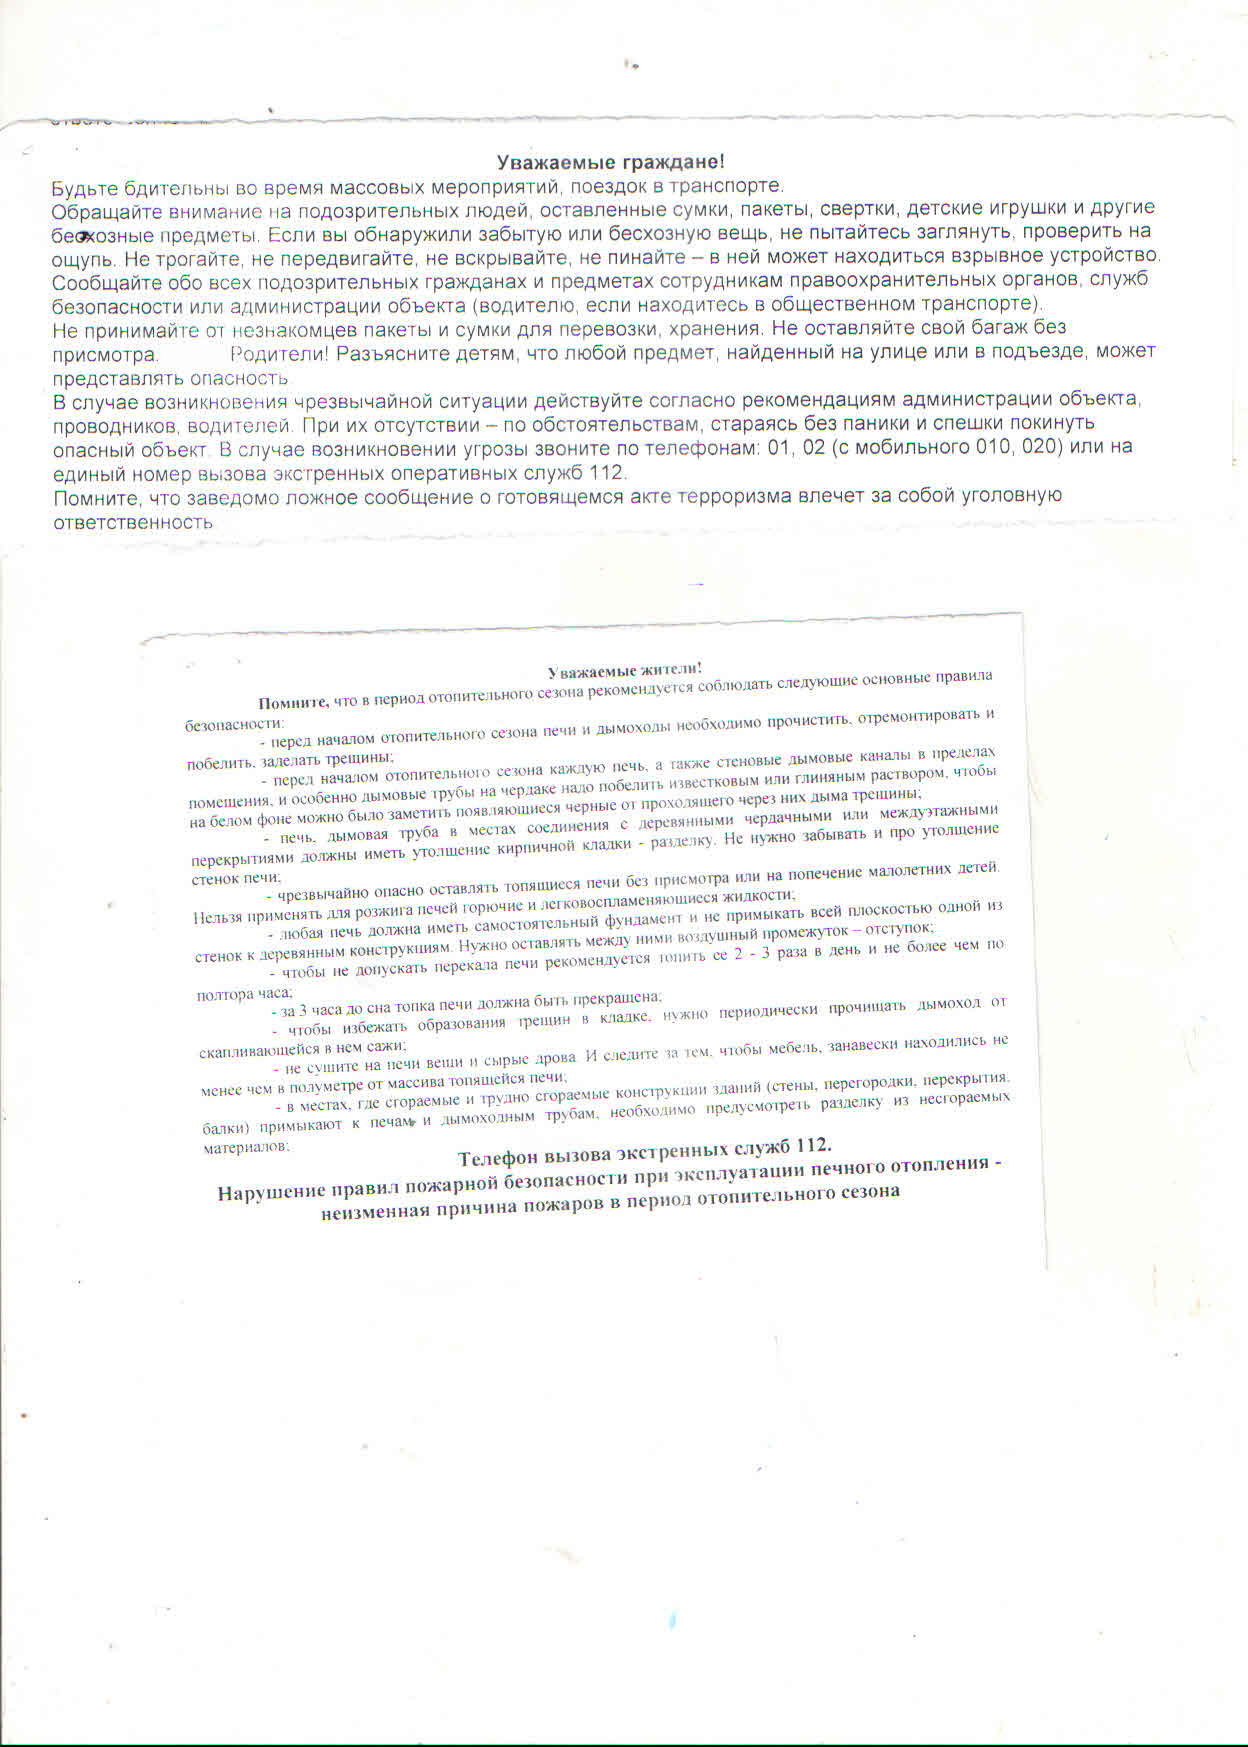 Уважаемые граждане!
Будьте бдительны во время массовых мероприятий, поездок в транспорте.
Обращайте внимание на подозрительных людей, оставленные сумки, пакеты, свертки, детские игрушки и другие
бесхозные предметы. Если вы обнаружили забытую или бесхозную вещь, не пытайтесь заглянуть, проверить на
ощупь. Не трогайте, не передвигайте, не вскрывайте, не пинайте – в ней может находиться взрывное устройство.
Сообщайте обо всех подозрительных гражданах и предметах сотрудникам правоохранительных органов, служб
безопасности или администрации объекта (водителю, если находитесь в общественном транспорте).
Не принимайте от незнакомцев пакеты и сумки для перевозки, хранения. Не оставляйте свой багаж без
присмотра. Родители! Разъясните детям, что любой предмет, найденный на улице или в подъезде, может
представлять опасность
В случае возникновения чрезвычайной ситуации действуйте согласно рекомендациям администрации объекта,
проводников, водителей. При их отсутствии – по обстоятельствам, стараясь без паники и спешки покинуть
опасный объект. В случае возникновении угрозы звоните по телефонам: 01, 02 (с мобильного 010, 020) или на
единый номер вызова экстренных оперативных служб 112.
Помните, что заведомо ложное сообщение о готовящемся акте терроризма влечет за собой уголовную
ответственность
Уважаемые жители!
Помните, что в период отопительного сезона рекомендуется соблюдать следующие основные правила
безопасности:
- перед началом отопительного сезона печи и дымоходы необходимо прочистить, отремонтировать и
побелить, заделать трещины;
- перед началом отопительного сезона каждую печь, а также стеновые дымовые каналы в пределах
помещения, и особенно дымовые трубы на чердаке надо побелить известковым или глиняным раствором, чтобы
на белом фоне можно было заметить появляющиеся черные от проходящего через них дыма трещины;
- печь, дымовая труба в местах соединения с деревянными чердачными или междуэтажными
перекрытиями должны иметь утолщение кирпичной кладки - разделку. Не нужно забывать и про утолщение
стенок печи;
- чрезвычайно опасно оставлять топящиеся печи без присмотра или на попечение малолетних детей.
Нельзя применять для розжига печей горючие и легковоспламеняющиеся жидкости;
- любая печь должна иметь самостоятельный фундамент и не примыкать всей плоскостью одной из
стенок к деревянным конструкциям. Нужно оставлять между ними воздушный промежуток – отступок;
- чтобы не допускать перекала печи рекомендуется топить ее 2 - 3 раза в день и не более чем по
полтора часа;
- за 3 часа до сна топка печи должна быть прекращена;
- чтобы избежать образования трещин в кладке, нужно периодически прочищать дымоход от
скапливающейся в нем сажи;
- не сушите на печи вещи и сырые дрова. И следите за тем, чтобы мебель, занавески находились не
менее чем в полуметре от массива топящейся печи;
- в местах, где сгораемые и трудно сгораемые конструкции зданий (стены, перегородки, перекрытия,
балки) примыкают к печам и дымоходным трубам, необходимо предусмотреть разделку из несгораемых
материалов;
Телефон вызова экстренных служб 112.
Нарушение правил пожарной безопасности при эксплуатации печного отопления -
неизменная причина пожаров в период отопительного сезона